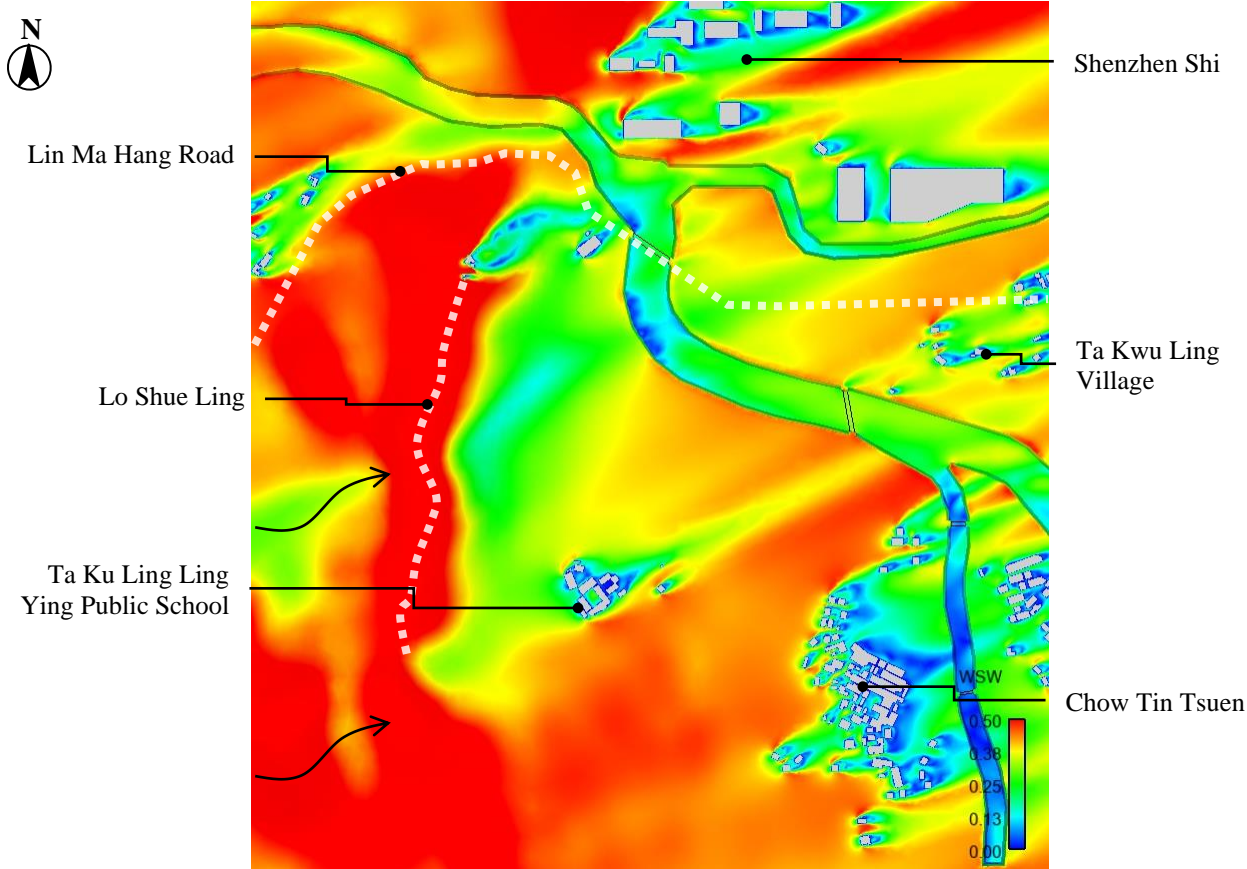 N
Shenzhen Shi
Lin Ma Hang Road
Ta Kwu Ling
Village
Lo Shue Ling
Ta Ku Ling Ling
Ying Public School
Chow Tin Tsuen
WSW
0.50
0.38
0.25
0.13
0.00